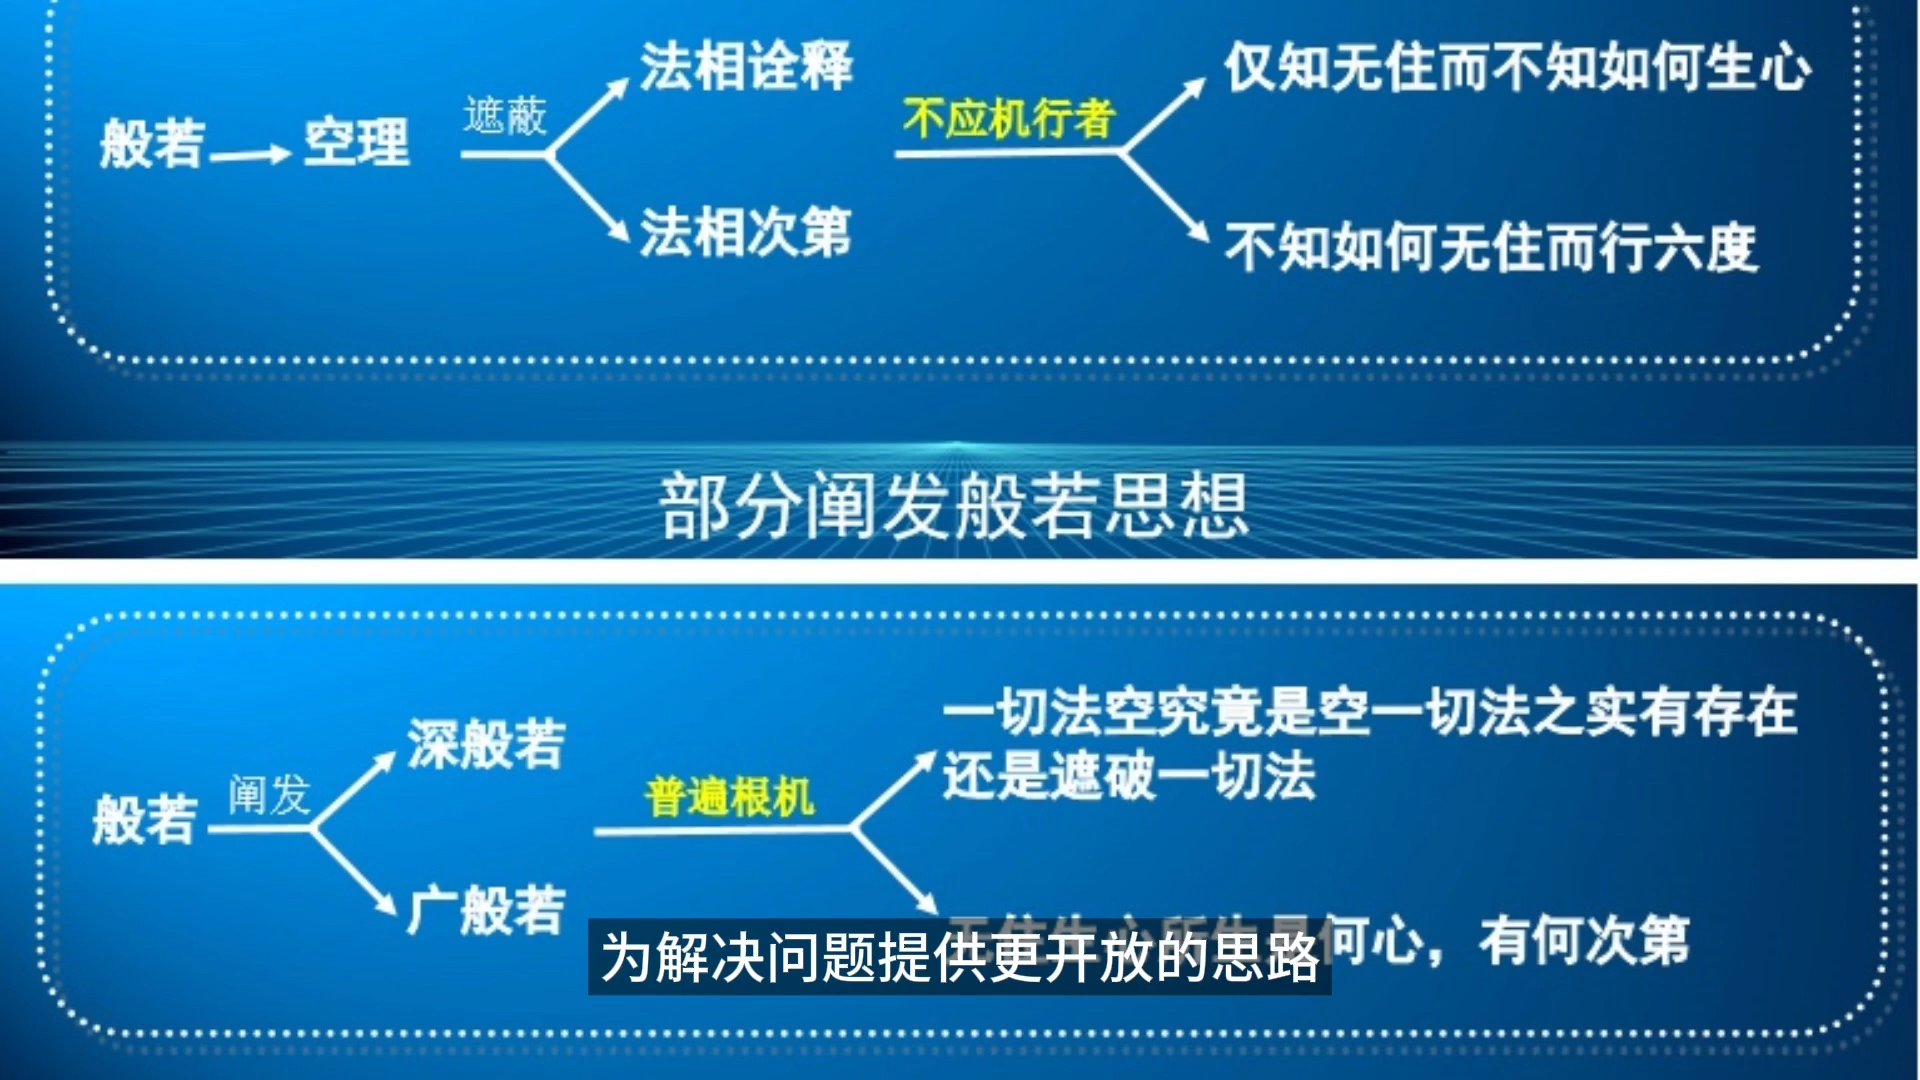 法相诠释
仅知无住而不知如何生心
遮蔽
不应机行者
般若
空理
法相次第
不知如何无住而行六度
部分阐发般若思想
一切法空究竟是空一切法之实有存在
还是遮破一切法
深般若
阐发
普遍根机
般若
广般若
何心，有何次第
为解决问题提供更开放的思路